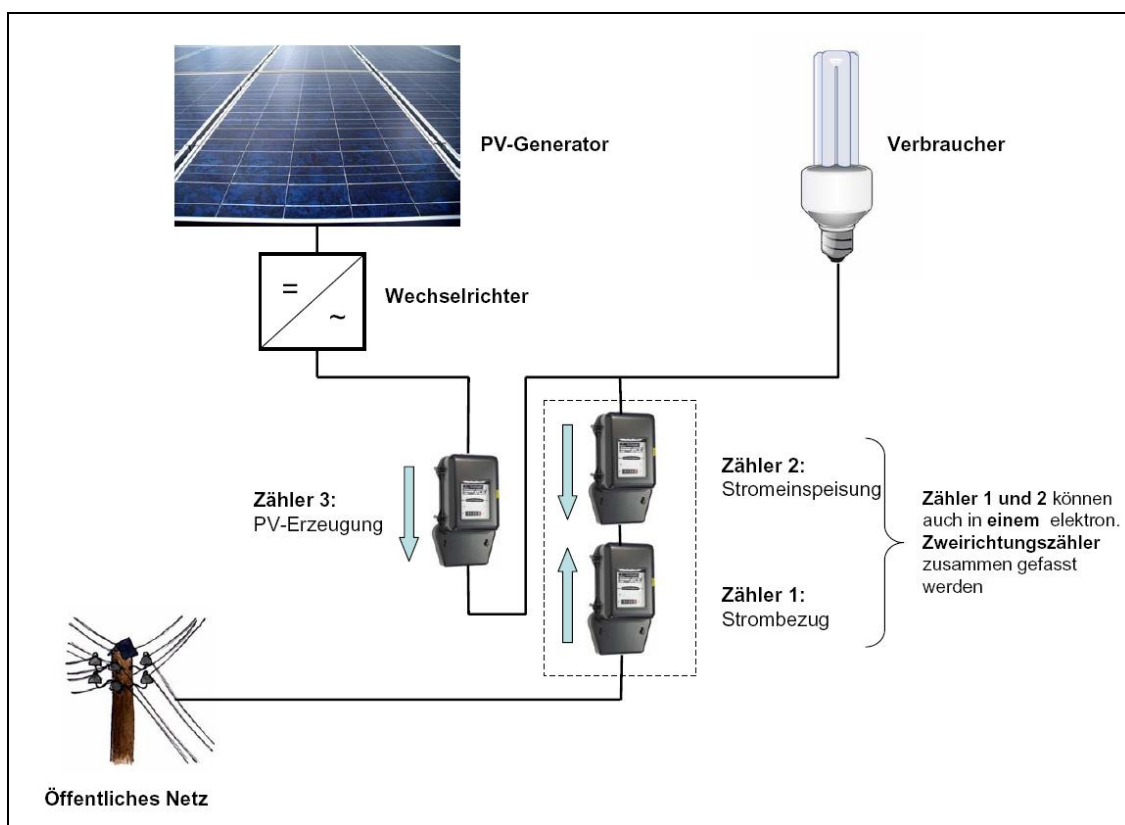 PV-Generator
Verbraucher
=
~
Wechselrichter
Zähler 3:
PV-Erzeugung
Zähler 2:
Stromeinspeisung
Zähler 1:
Strombezug
Zähler 1 und 2 können
auch in einem elektron.
Zweirichtungszähler
zusammen gefasst
werden
Öffentliches Netz